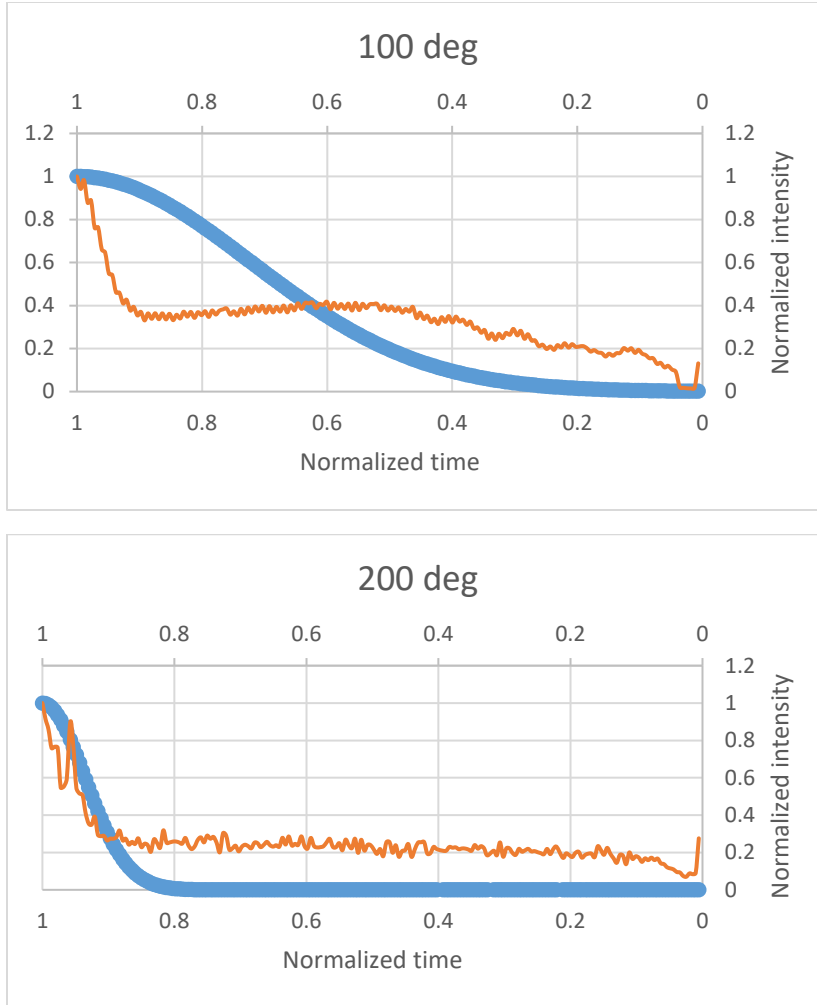 100 deg
1 0.8 0.6 0.4 0.2 0
1.2 1.2
1 1
0.8 0.8
0.6 0.6
0.4 0.4
0.2 0.2
0 0
Normalized intensity
1 0.8 0.6 0.4 0.2 0
Normalized time
200 deg
1 0.8 0.6 0.4 0.2 0
1.2
1
0.8
0.6
0.4
0.2
0
Normalized intensity
1 0.8 0.6 0.4 0.2 0
Normalized time